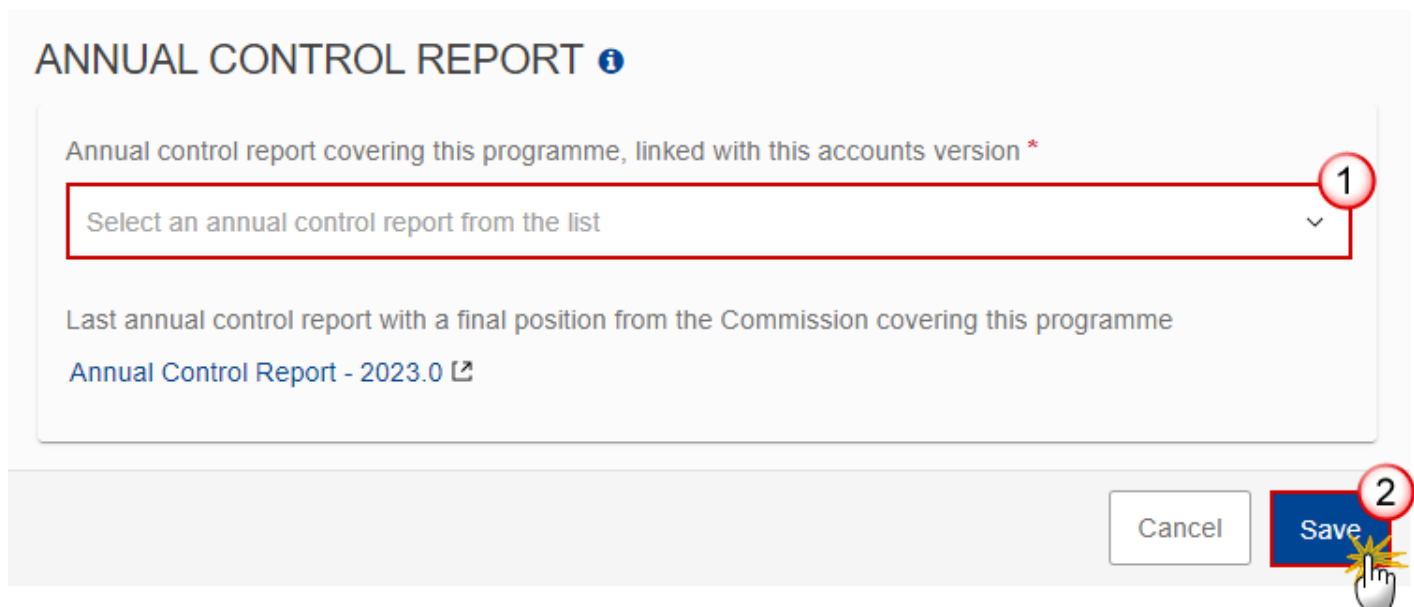 ANNUAL CONTROL REPORT
Annual control report covering this programme, linked with this accounts version *
1
Select an annual control report from the list
Last annual control report with a final position from the Commission covering this programme
Annual Control Report - 2023.0
2
Cancel
Save